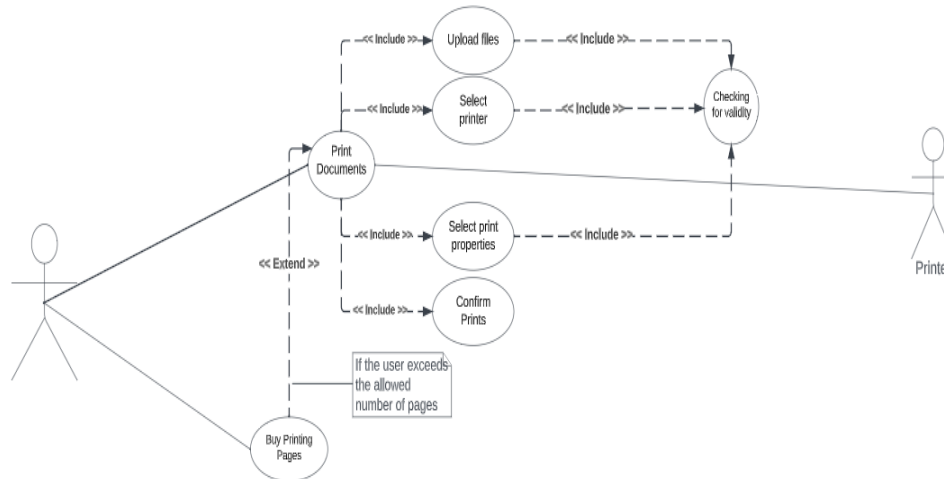 << Include >>
Upload files
<< Include >>
<< Include >>
Select
printer
<< Include >>
Checking
for validity
Print
Documents
<< Include >>
Select print
properties
<< Include >>
<< Extend >>
Printe
<< Include >>
Confirm
Prints
If the user exceeds
the allowed
number of pages
Buy Printing
Pages